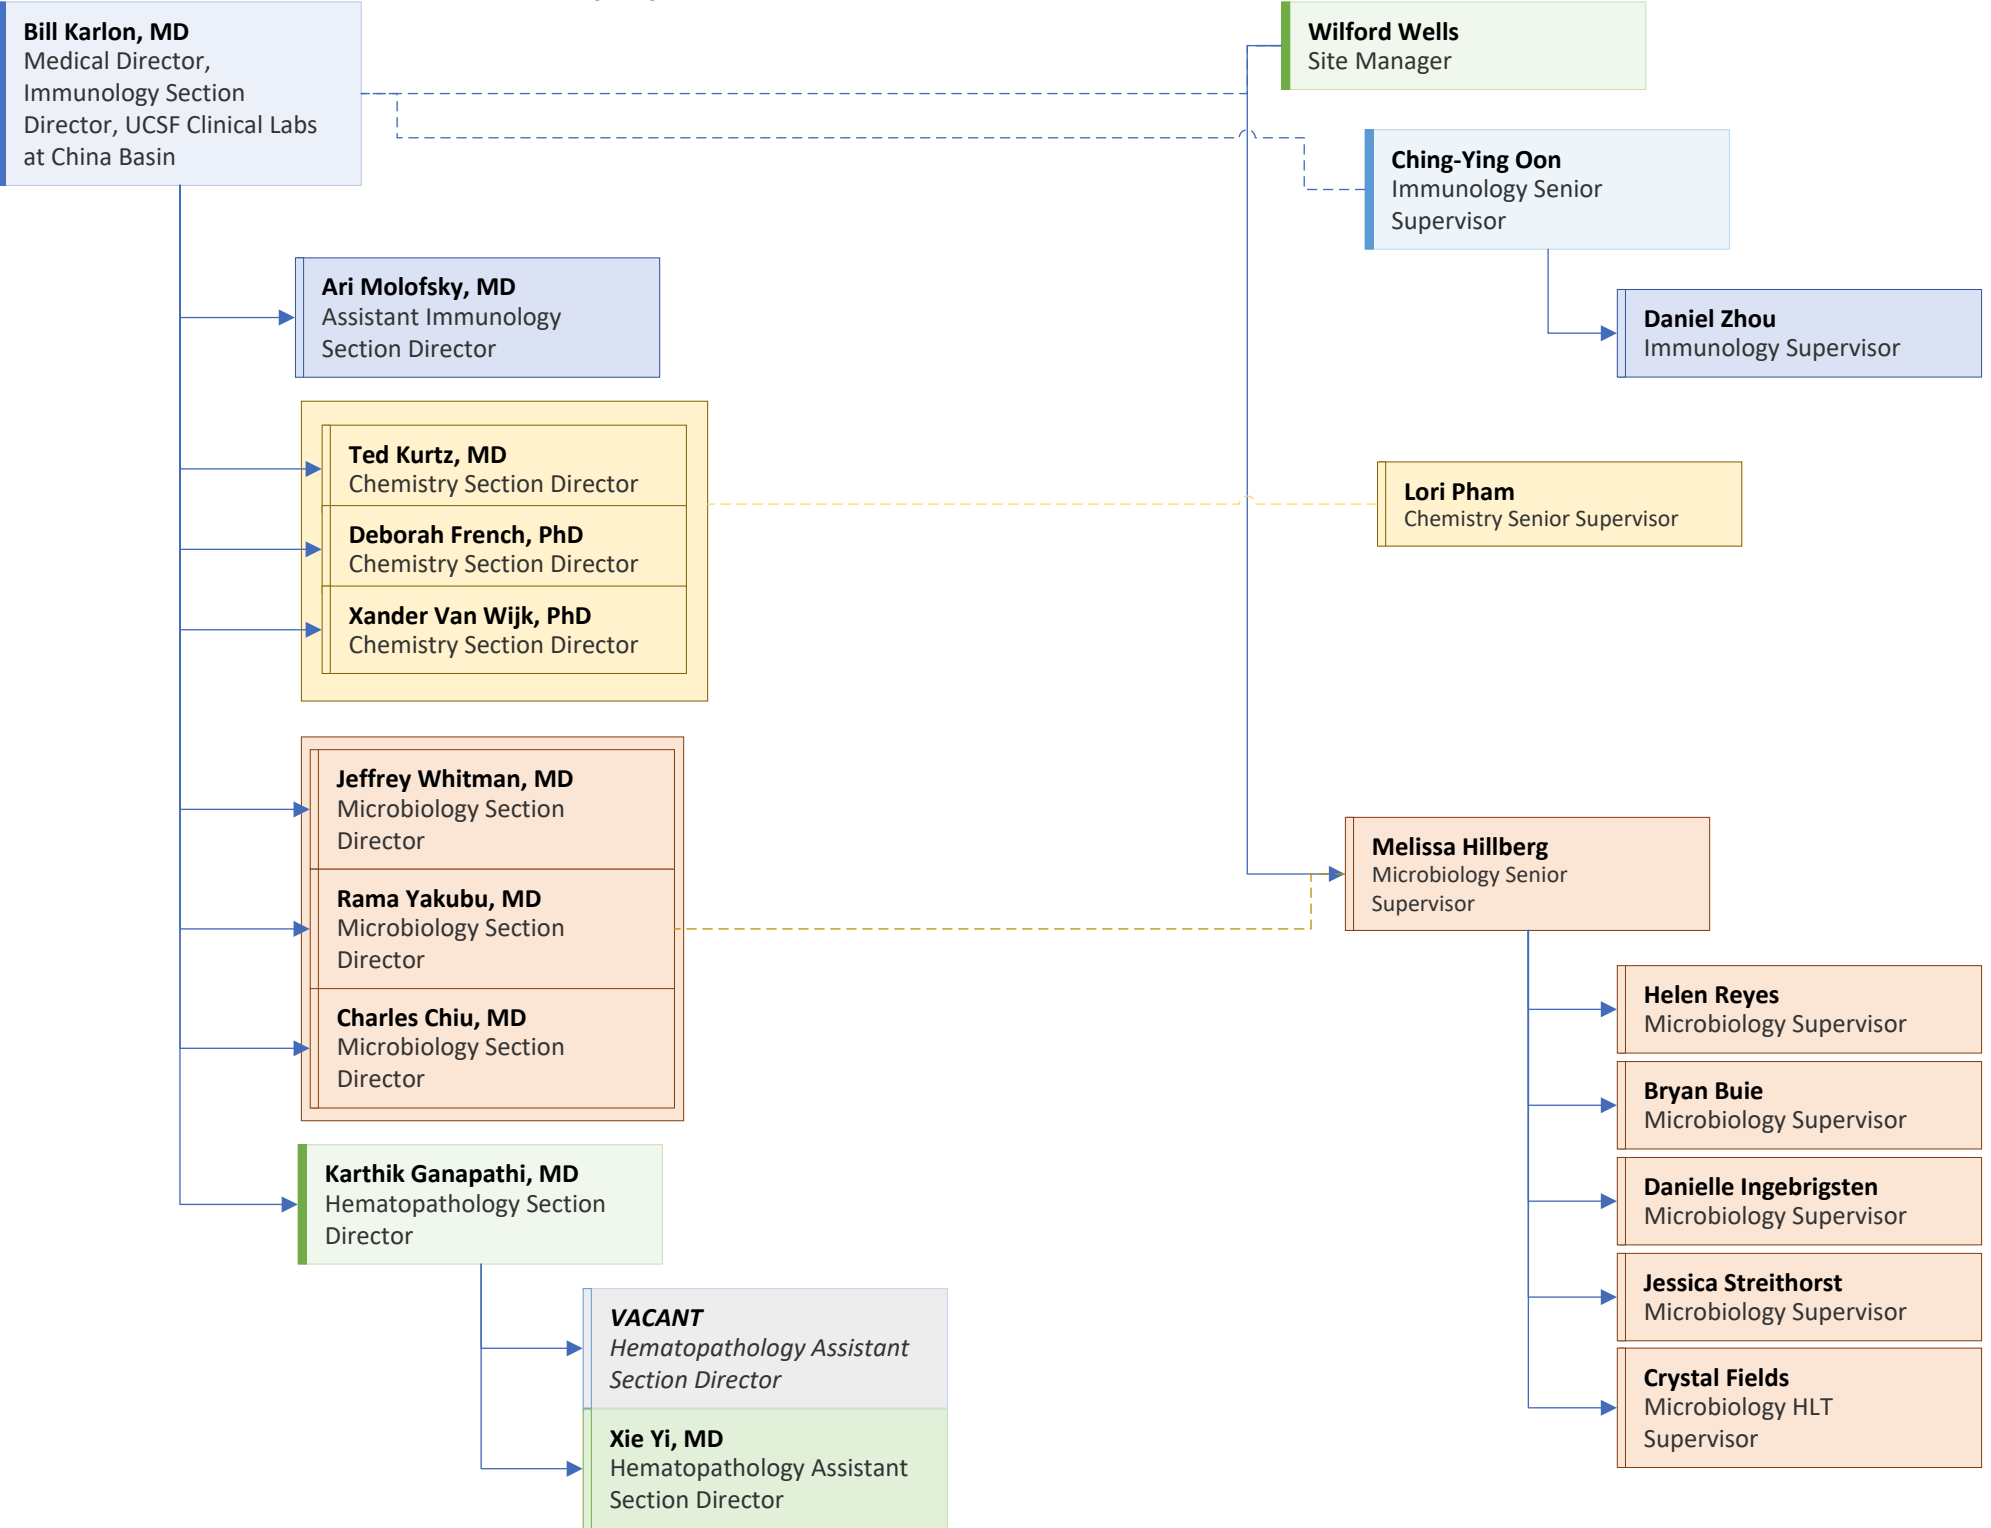 Bill Karlon, MD
Medical Director,
Immunology Section
Director, UCSF Clinical Labs
at China Basin
Wilford Wells
Site Manager
Ching-Ying Oon
Immunology Senior
Supervisor
Ari Molofsky, MD
Assistant Immunology
Section Director
Daniel Zhou
Immunology Supervisor
Ted Kurtz, MD
Chemistry Section Director
Deborah French, PhD
Chemistry Section Director
Xander Van Wijk, PhD
Chemistry Section Director
Lori Pham
Chemistry Senior Supervisor
Jeffrey Whitman, MD
Microbiology Section
Director
Rama Yakubu, MD
Microbiology Section
Director
Charles Chiu, MD
Microbiology Section
Director
Melissa Hillberg
Microbiology Senior
Supervisor
Helen Reyes
Microbiology Supervisor
Bryan Buie
Microbiology Supervisor
Danielle Ingebrigsten
Microbiology Supervisor
Jessica Streithorst
Microbiology Supervisor
Crystal Fields
Microbiology HLT
Supervisor
Karthik Ganapathi, MD
Hematopathology Section
Director
VACANT
Hematopathology Assistant
Section Director
Xie Yi, MD
Hematopathology Assistant
Section Director